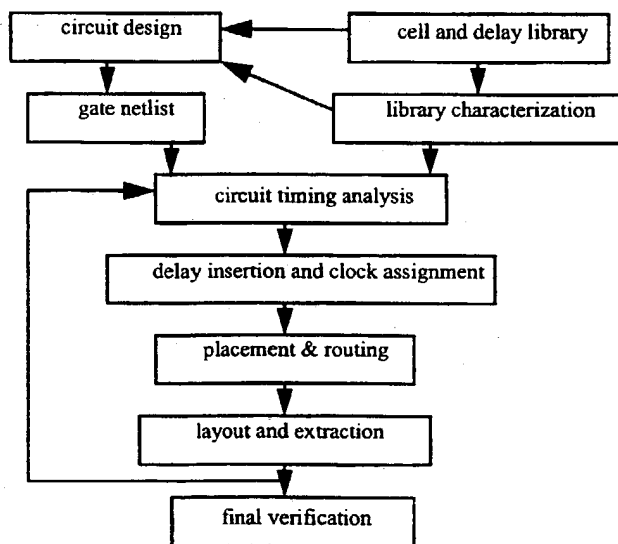 circuit design
cell and delay library
gate netlist
library characterization
circuit timing analysis
delay insertion and clock assignment
placement & routing
layout and extraction
final verification